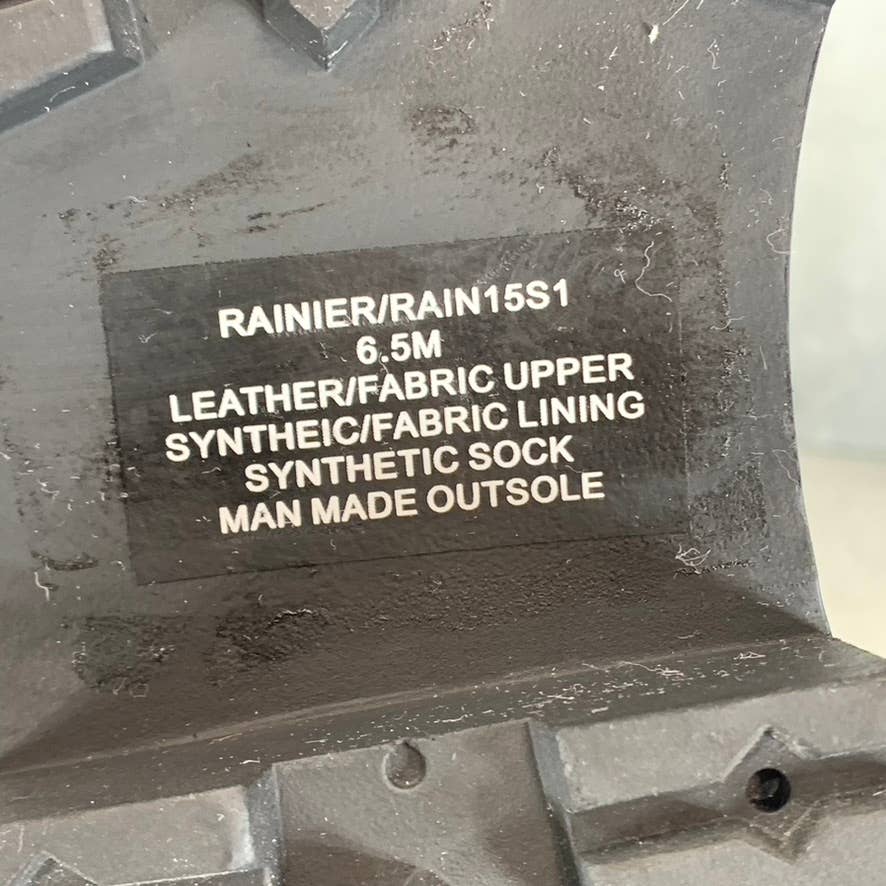 RAINIER/RAIN15S1
6.5M
LEATHER/FABRIC UPPER
SYNTHEIC/FABRIC LINING
SYNTHETIC SOCK
MAN MADE OUTSOLE